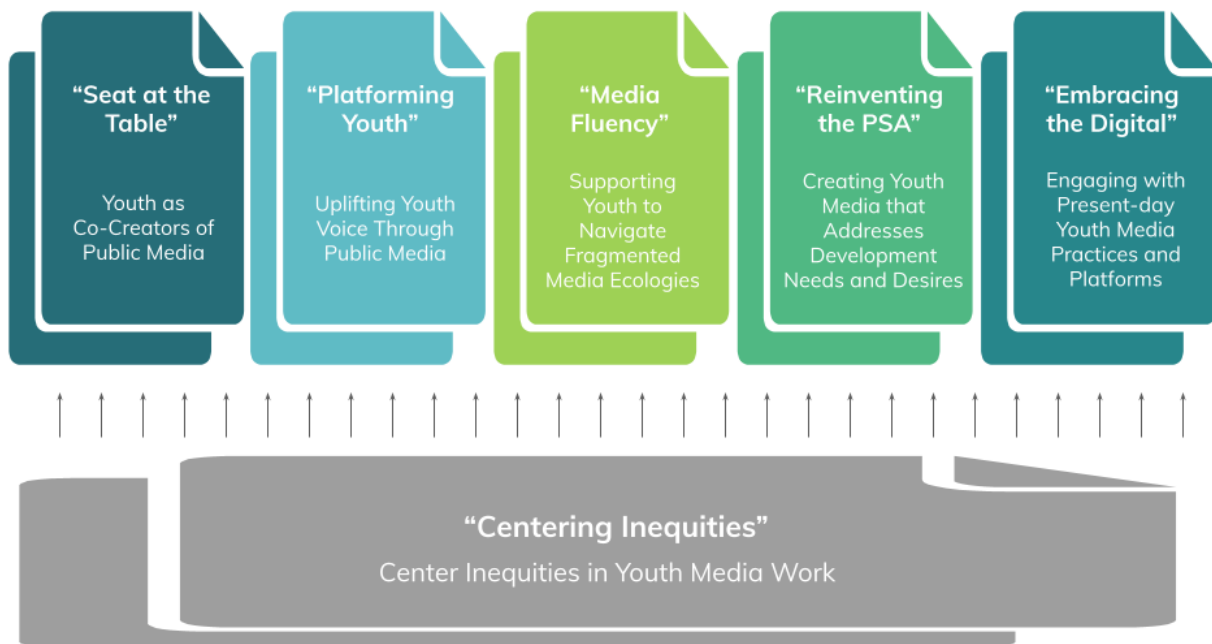 “Seat at the
Table”
Youth as
Co-Creators of
Public Media
“Platforming
Youth”
Uplifting Youth
Voice Through
Public Media
“Media
Fluency”
Supporting
Youth to
Navigate
Fragmented
Media Ecologies
“Reinventing
the PSA”
Creating Youth
Media that
Addresses
Development
Needs and Desires
“Embracing
the Digital”
Engaging with
Present-day
Youth Media
Practices and
Platforms
“Centering Inequities”
Center Inequities in Youth Media Work